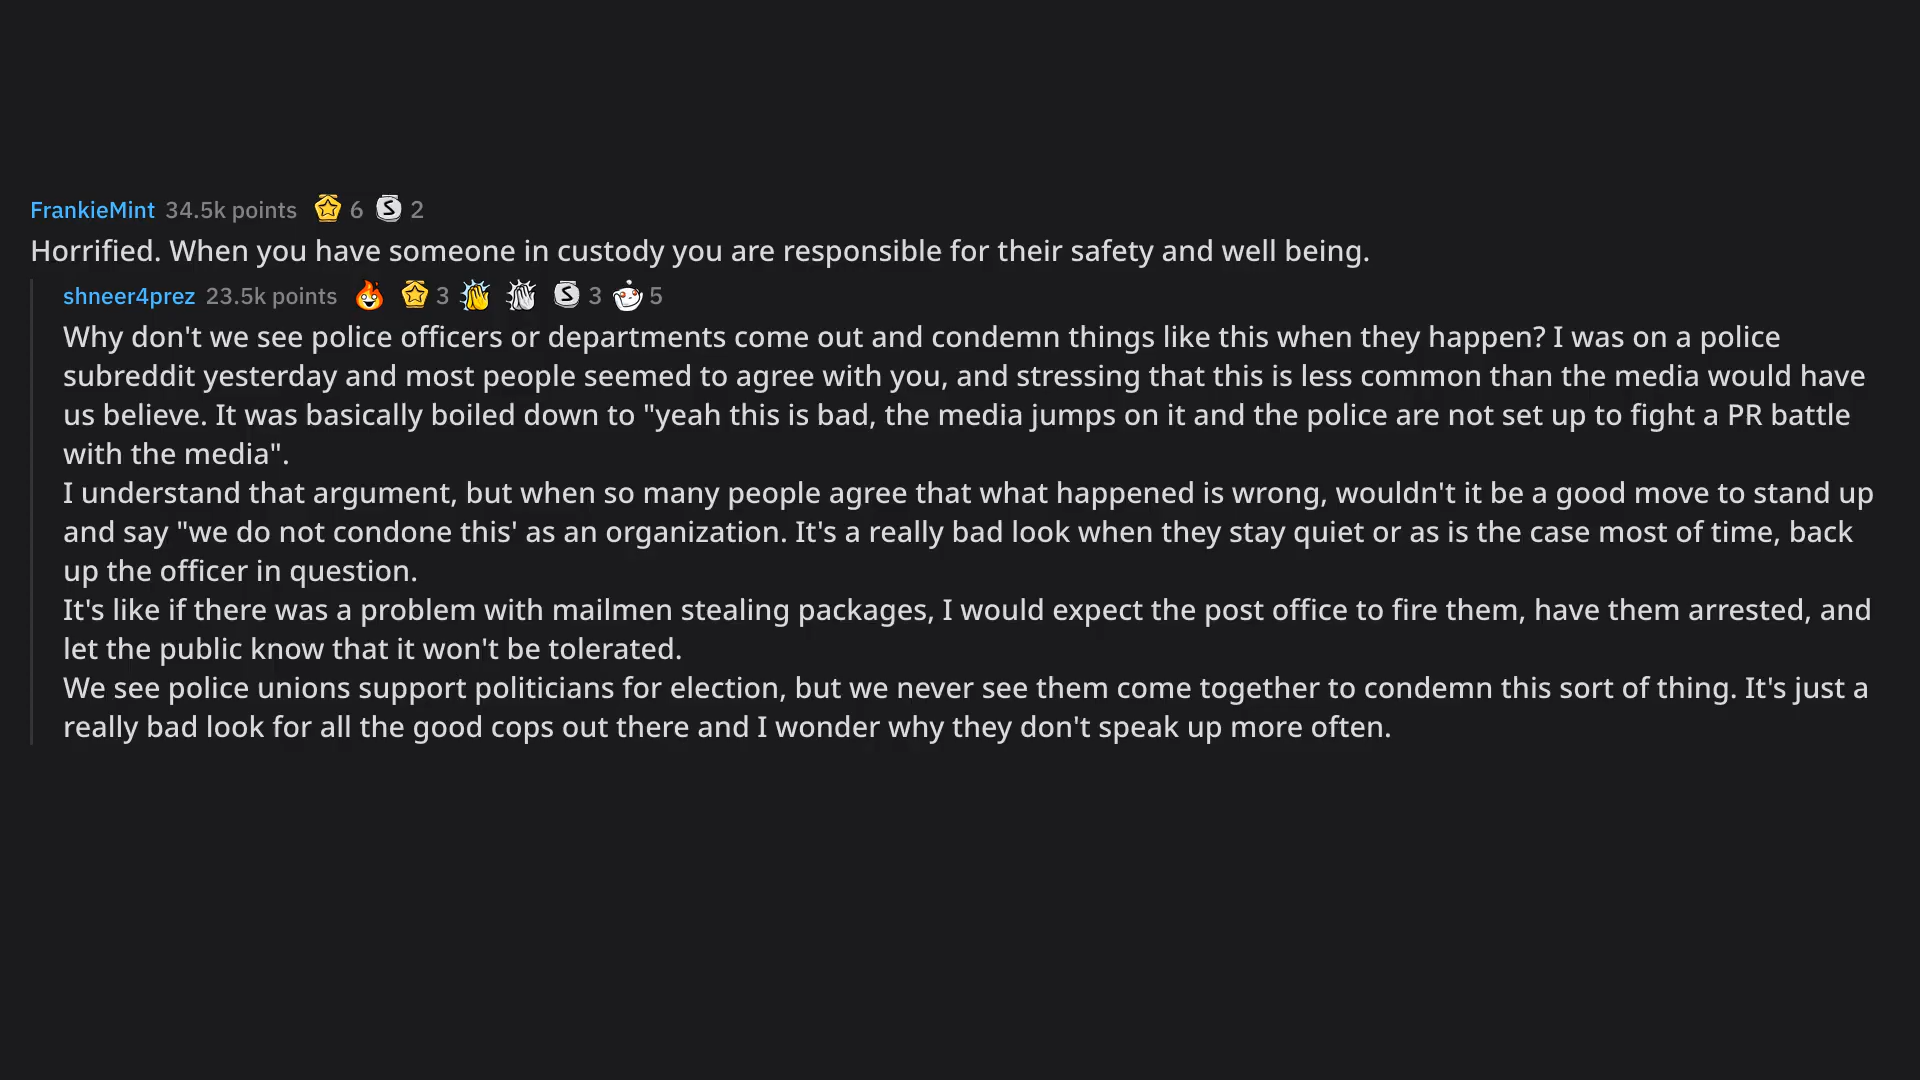 FrankieMint 34.5k points 6 2
Horrified. When you have someone in custody you are responsible for their safety and well being.
shneer4prez 23.5k points 3 3 5
Why don't we see police officers or departments come out and condemn things like this when they happen? I was on a police
subreddit yesterday and most people seemed to agree with you, and stressing that this is less common than the media would have
us believe. It was basically boiled down to "yeah this is bad, the media jumps on it and the police are not set up to fight a PR battle
with the media".
I understand that argument, but when so many people agree that what happened is wrong, wouldn't it be a good move to stand up
and say "we do not condone this' as an organization. It's a really bad look when they stay quiet or as is the case most of time, back
up the officer in question.
It's like if there was a problem with mailmen stealing packages, I would expect the post office to fire them, have them arrested, and
let the public know that it won't be tolerated.
We see police unions support politicians for election, but we never see them come together to condemn this sort of thing. It's just a
really bad look for all the good cops out there and I wonder why they don't speak up more often.